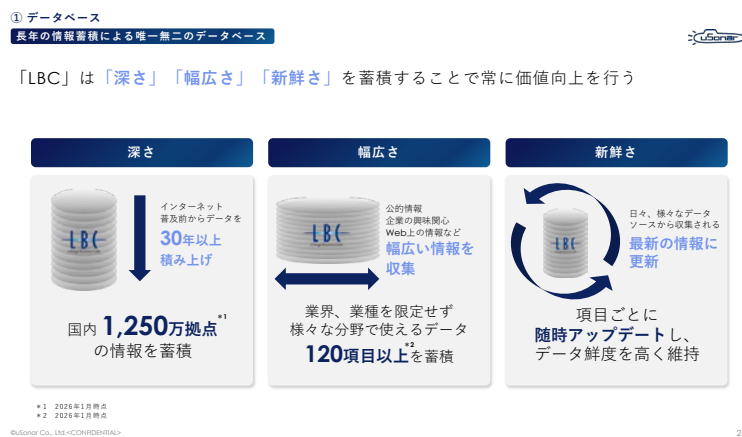 ① データベース
長年の情報蓄積による唯一無二のデータベース
uSonar
「LBC」は「深さ」「幅広さ」「新鮮さ」を蓄積することで常に価値向上を行う
深さ
LBC
インターネット
普及前からデータを
30年以上
積み上げ
国内 1,250万拠点*1
の情報を蓄積
幅広さ
LBC
公的情報
企業の興味関心
Web上の情報など
幅広い情報を
収集
業界、業種を限定せず
様々な分野で使えるデータ
120項目以上*2を蓄積
新鮮さ
LBC
日々、様々なデータ
ソースから収集される
最新の情報に
更新
項目ごとに
随時アップデートし、
データ鮮度を高く維持
*1 2026年1月時点
*2 2026年1月時点
©uSonar Co., Ltd.<CONFIDENTIAL>
2